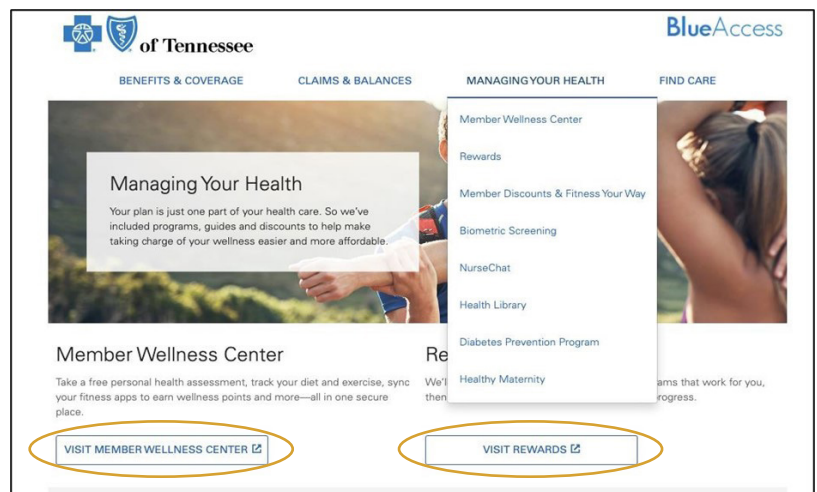 of Tennessee
BlueAccess
BENEFITS & COVERAGE
CLAIMS & BALANCES
MANAGING YOUR HEALTH
FIND CARE
Member Wellness Center
Rewards
Member Discounts & Fitness Your Way
Biometric Screening
NurseChat
Health Library
Diabetes Prevention Program
Healthy Maternity
Managing Your Health
Your plan is just one part of your health care. So we've
included programs, guides and discounts to help make
taking charge of your wellness easier and more affordable.
Member Wellness Center
Take a free personal health assessment, track your diet and exercise, sync
your fitness apps to earn wellness points and more—all in one secure
place.
VISIT MEMBER WELLNESS CENTER
Re
We'l
ams that work for you,
then
progress.
VISIT REWARDS